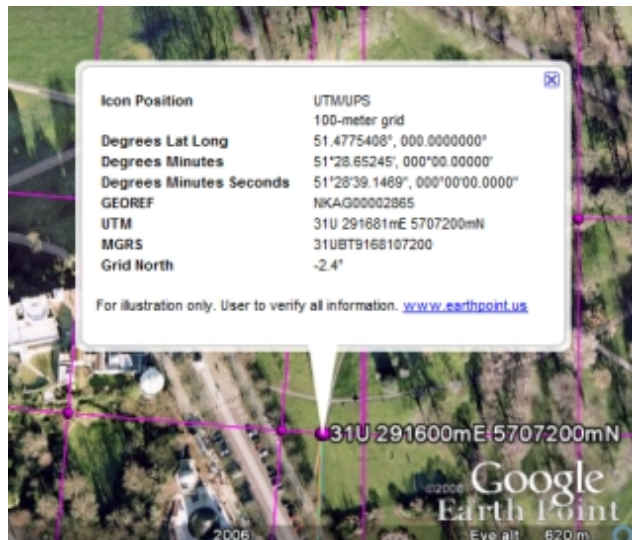 Icon Position UTM/UPS
100-meter grid
Degrees Lat Long 51.4775408°, 000.0000000°
Degrees Minutes 51°28.65245', 000°00.00000'
Degrees Minutes Seconds 51°28'39.1469", 000°00'00.0000"
GEOREF NKAG00002865
UTM 31U 291681mE 5707200mN
MGRS 31UBT9168107200
Grid North -2.4°
For illustration only. User to verify all information. www.earthpoint.us
31U 291600mE 5707200mN
©2008 Google
Earth Point
2006 Eye alt 620 m